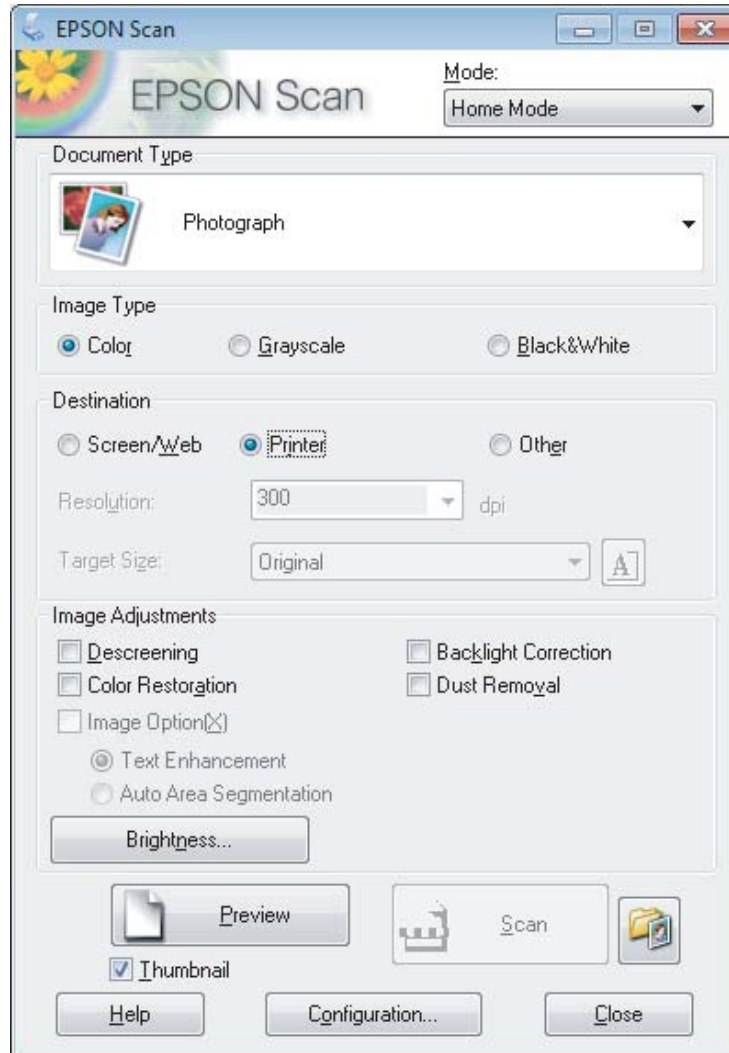 EPSON Scan
EPSON Scan
Mode:
Home Mode
Document Type
Photograph
Image Type
Color Grayscale Black&White
Destination
Screen/Web Printer Other
Resolution: 300 dpi
Target Size: Original A
Image Adjustments
Descreening Backlight Correction
Color Restoration Dust Removal
Image Option(X)
Text Enhancement
Auto Area Segmentation
Brightness...
Preview Scan
Thumbnail
Help Configuration... Close